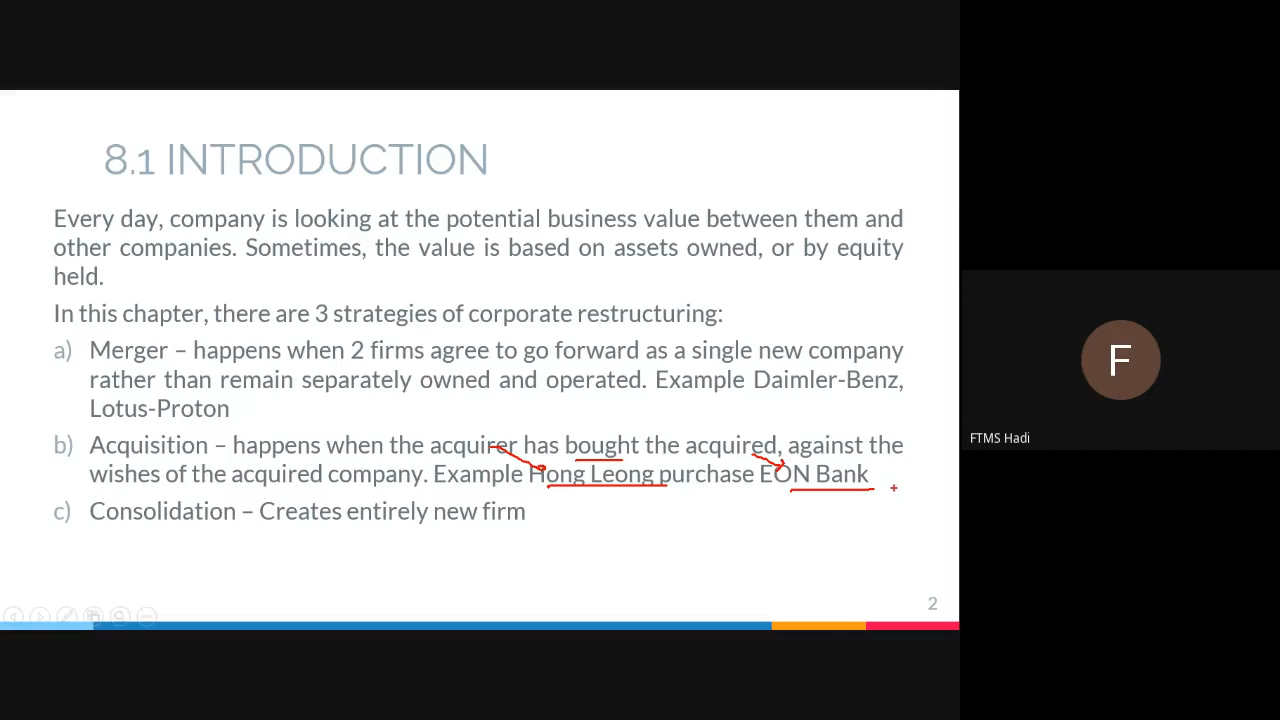 8.1 INTRODUCTION
Every day, company is looking at the potential business value between them and
other companies. Sometimes, the value is based on assets owned, or by equity
held.
In this chapter, there are 3 strategies of corporate restructuring:
a) Merger – happens when 2 firms agree to go forward as a single new company
rather than remain separately owned and operated. Example Daimler-Benz,
Lotus-Proton
b) Acquisition – happens when the acquirer has bought the acquired, against the
wishes of the acquired company. Example Hong Leong purchase EON Bank
c) Consolidation – Creates entirely new firm
2
F
FTMS Hadi